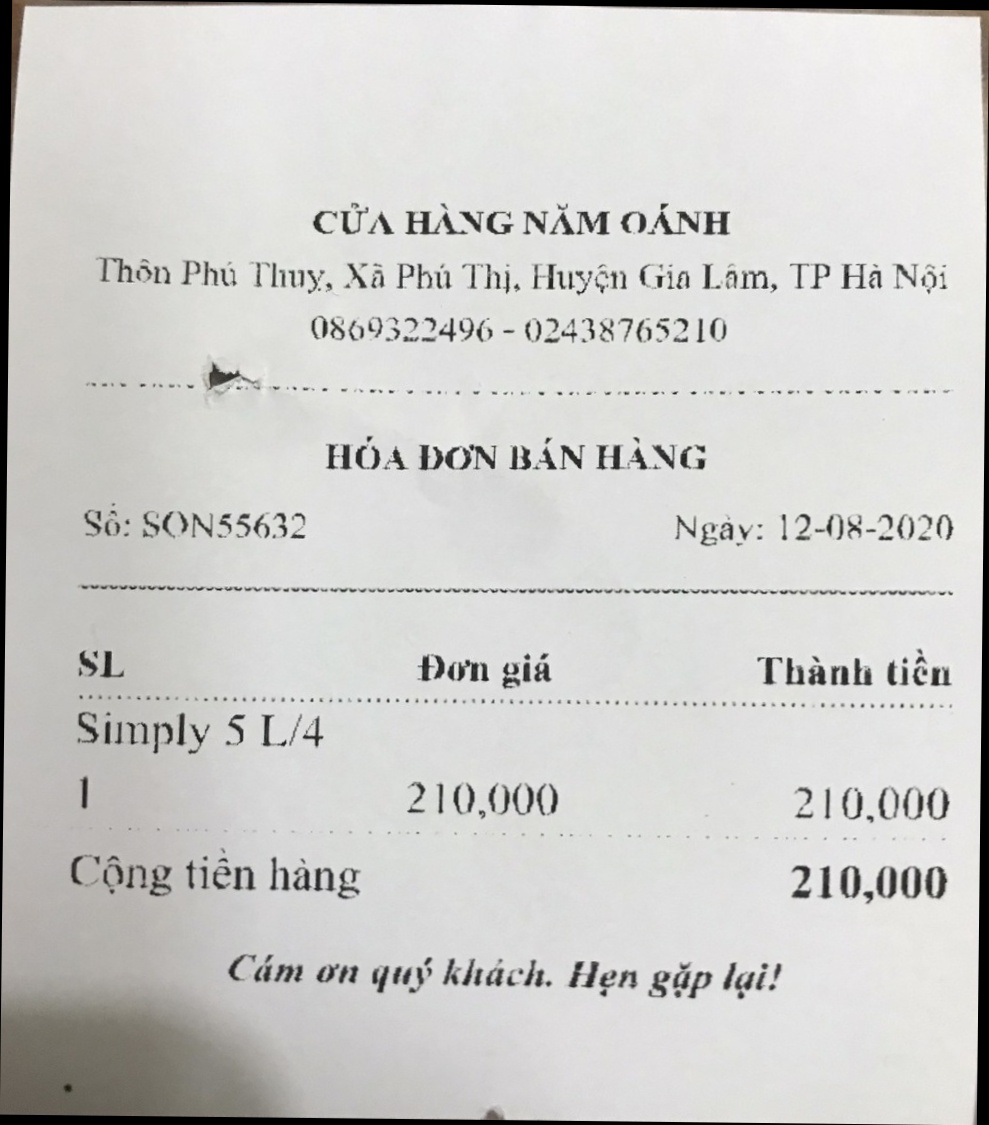 CỬA HÀNG NĂM OÁNH
Thôn Phú Thuỵ, Xã Phú Thị, Huyện Gia Lâm, TP Hà Nội
0869322496 - 02438765210
HÓA ĐƠN BÁN HÀNG
Số: SON55632 Ngày: 12-08-2020
SL Đơn giá Thành tiền
Simply 5 L/4
1 210,000 210,000
Cộng tiền hàng 210,000
Cám ơn quý khách. Hẹn gặp lại!